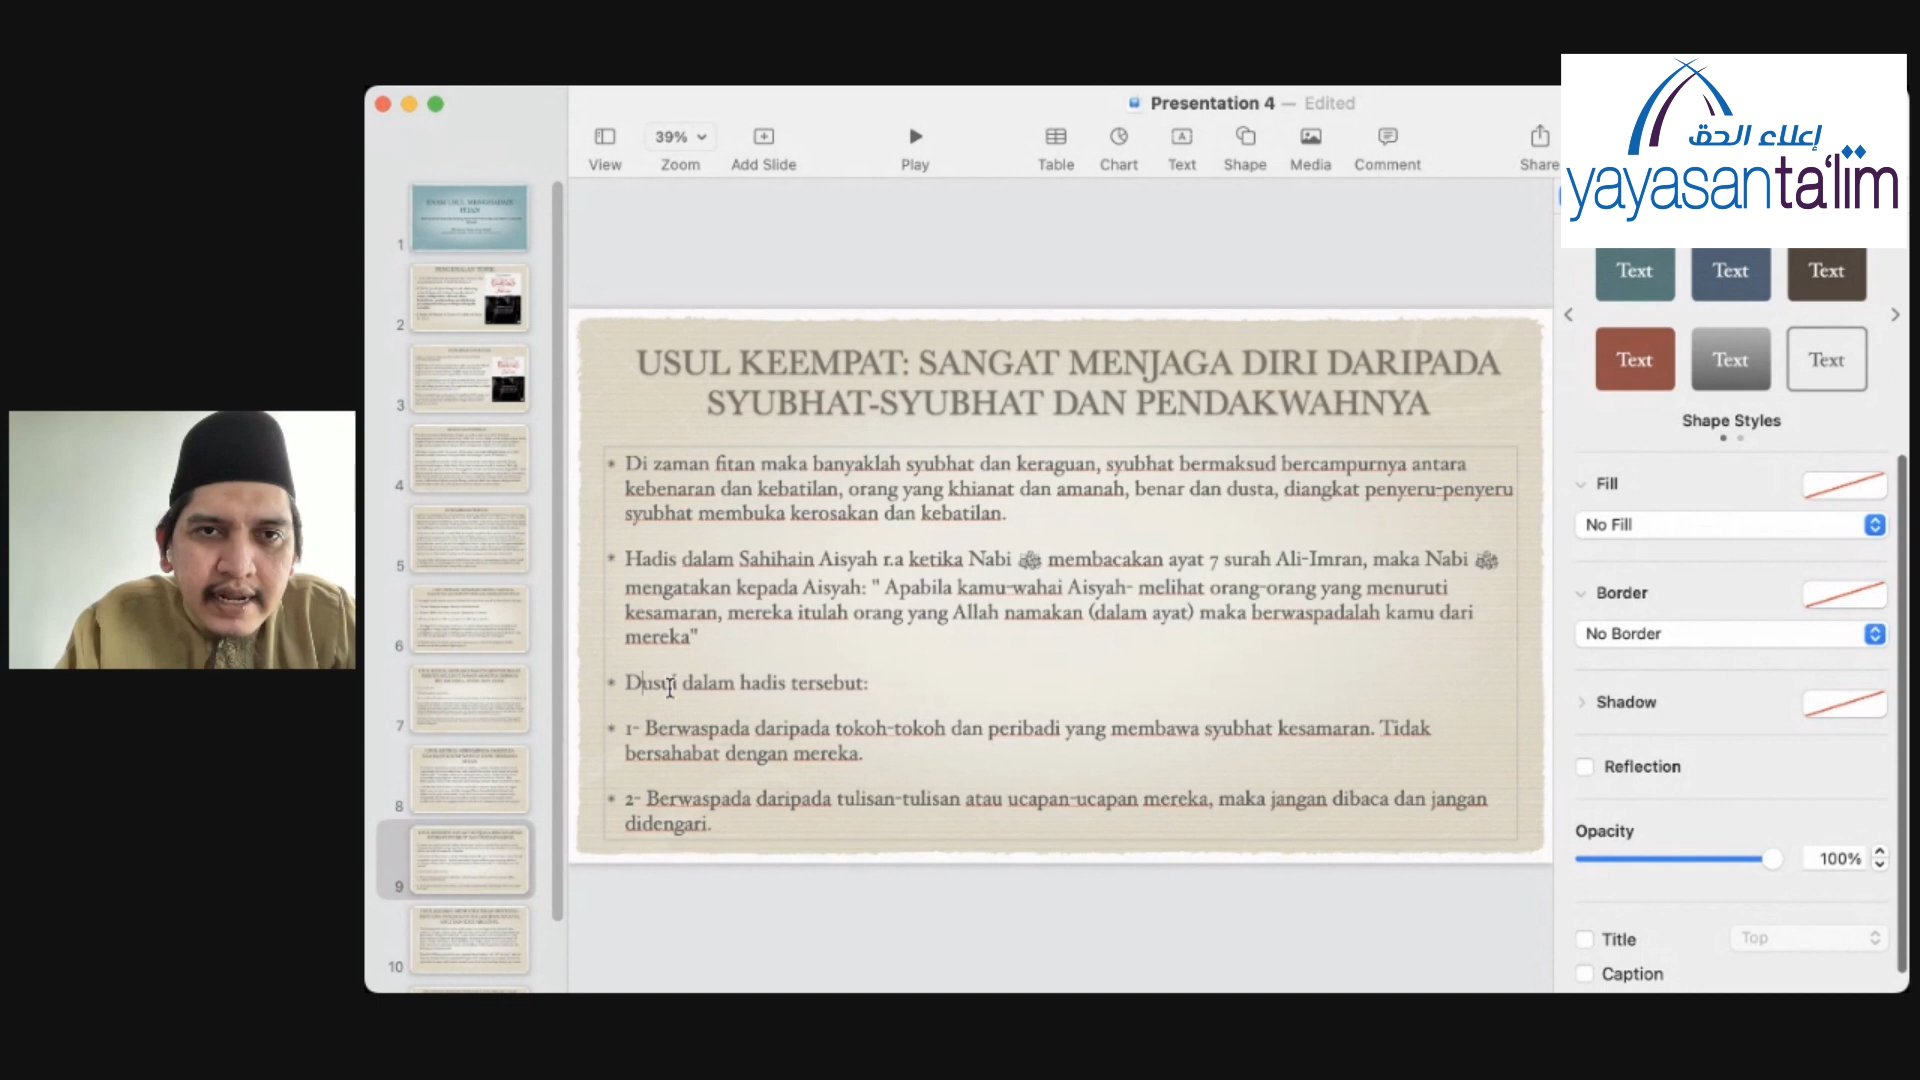 Presentation 4 — Edited
39%
View
Zoom
Add Slide
Play
Table
Chart
Text
Shape
Media
Comment
Share
إعلاء الحق
yayasanta'lim
1
2
3
4
5
6
7
8
9
10
USUL KEEMPAT: SANGAT MENJAGA DIRI DARIPADA
SYUBHAT-SYUBHAT DAN PENDAKWAHNYA
* Di zaman fitan maka banyaklah syubhat dan keraguan, syubhat bermaksud bercampurnya antara
kebenaran dan kebatilan, orang yang khianat dan amanah, benar dan dusta, diangkat penyeru-penyeru
syubhat membuka kerosakan dan kebatilan.
* Hadis dalam Sahihain Aisyah r.a ketika Nabi ﷺ membacakan ayat 7 surah Ali-Imran, maka Nabi ﷺ
mengatakan kepada Aisyah: " Apabila kamu-wahai Aisyah- melihat orang-orang yang menuruti
kesamaran, mereka itulah orang yang Allah namakan (dalam ayat) maka berwaspadalah kamu dari
mereka"
* Dusul dalam hadis tersebut:
* 1- Berwaspada daripada tokoh-tokoh dan peribadi yang membawa syubhat kesamaran. Tidak
bersahabat dengan mereka.
* 2- Berwaspada daripada tulisan-tulisan atau ucapan-ucapan mereka, maka jangan dibaca dan jangan
didengari.
Text
Text
Text
Text
Text
Text
Shape Styles
Fill
No Fill
Border
No Border
Shadow
Reflection
Opacity
100%
Title
Top
Caption